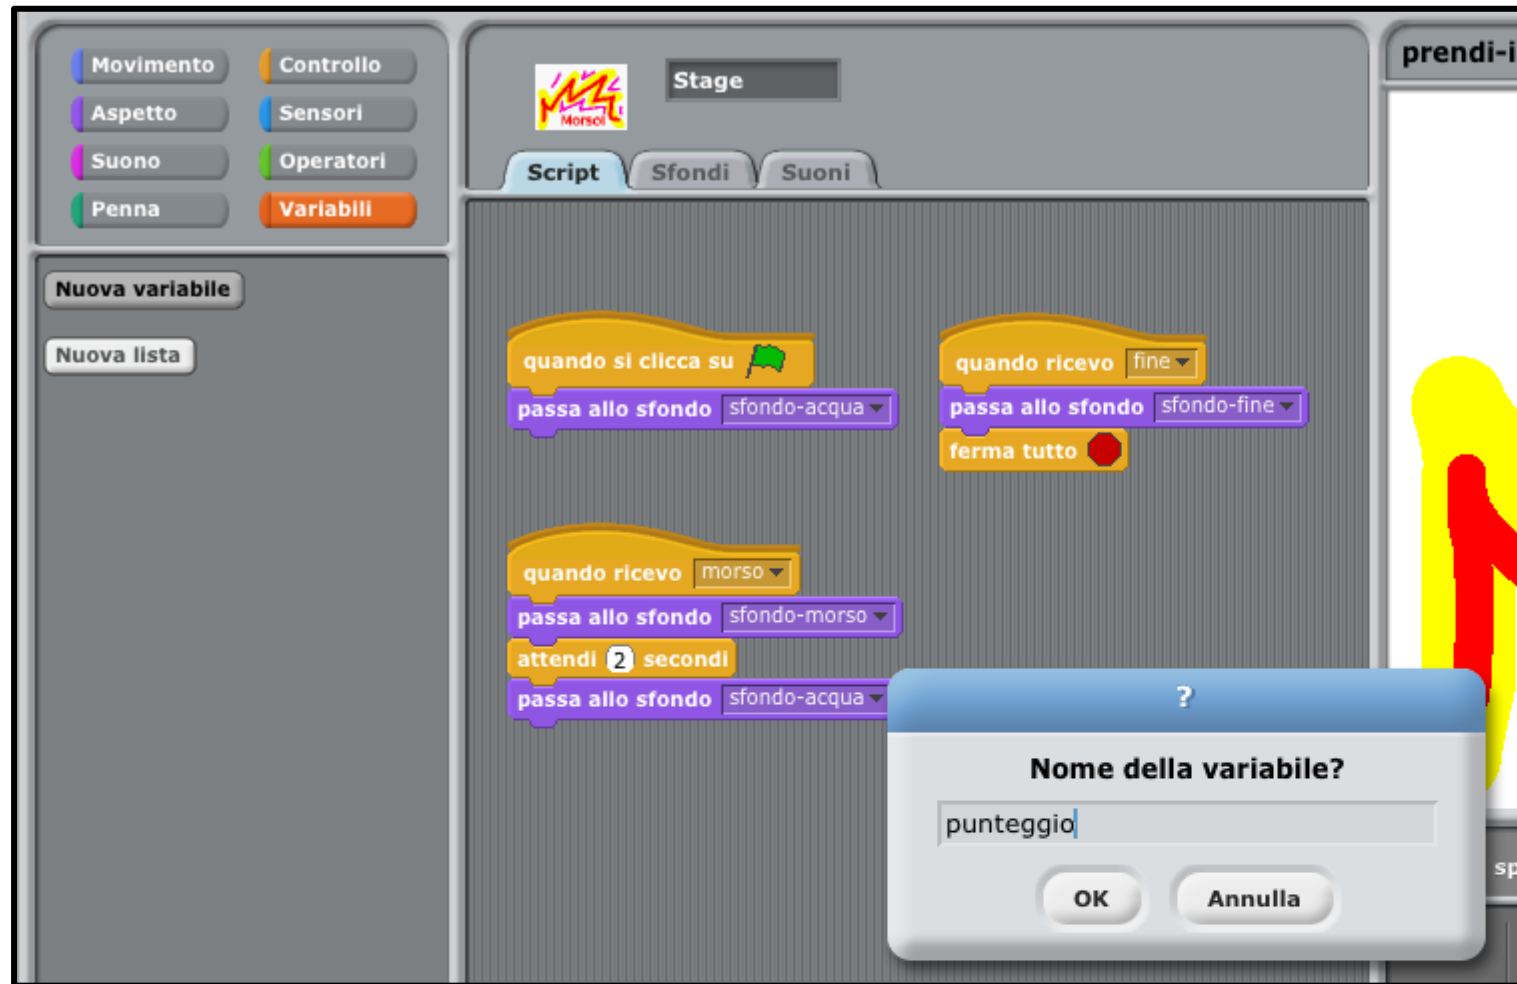 Movimento
Controllo
Aspetto
Sensori
Suono
Operatori
Penna
Variabili
Nuova variabile
Nuova lista
Morso!
Stage
Script
Sfondi
Suoni
quando si clicca su
passa allo sfondo sfondo-acqua
quando ricevo fine
passa allo sfondo sfondo-fine
ferma tutto
quando ricevo morso
passa allo sfondo sfondo-morso
attendi 2 secondi
passa allo sfondo sfondo-acqua
?
Nome della variabile?
punteggio
OK
Annulla
prendi-i
sp